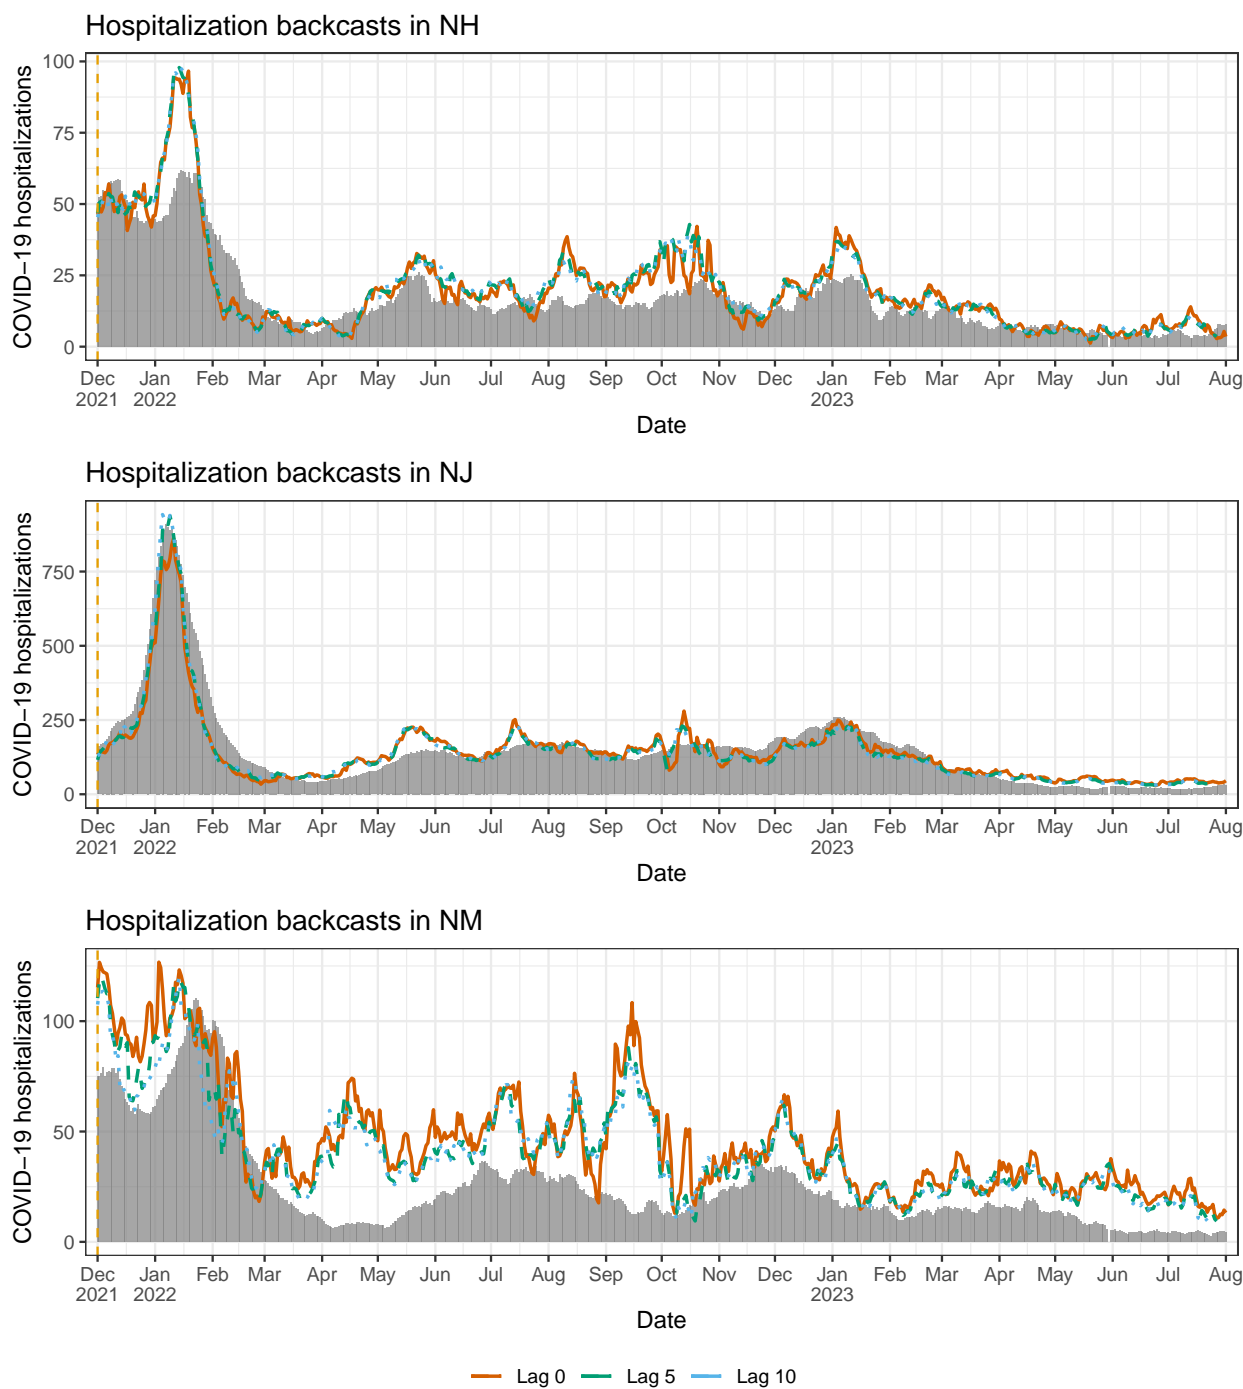 Hospitalization backcasts in NH
COVID−19 hospitalizations
100
75
50
25
0
Dec Jan Feb Mar Apr May Jun Jul Aug Sep Oct Nov Dec Jan Feb Mar Apr May Jun Jul Aug
2021 2022 2023
Date
Hospitalization backcasts in NJ
COVID−19 hospitalizations
750
500
250
0
Dec Jan Feb Mar Apr May Jun Jul Aug Sep Oct Nov Dec Jan Feb Mar Apr May Jun Jul Aug
2021 2022 2023
Date
Hospitalization backcasts in NM
COVID−19 hospitalizations
100
50
0
Dec Jan Feb Mar Apr May Jun Jul Aug Sep Oct Nov Dec Jan Feb Mar Apr May Jun Jul Aug
2021 2022 2023
Date
Lag 0 Lag 5 Lag 10